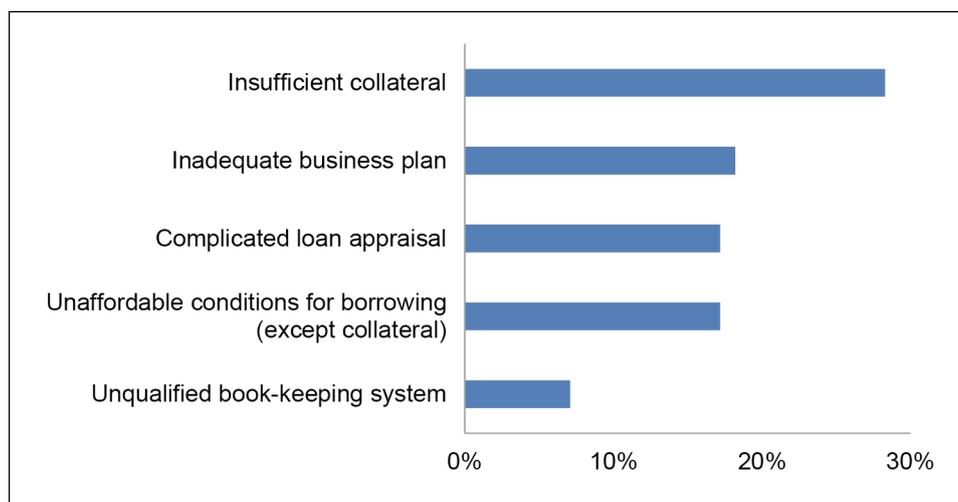 Insufficient collateral
Inadequate business plan
Complicated loan appraisal
Unaffordable conditions for borrowing
(except collateral)
Unqualified book-keeping system
0% 10% 20% 30%